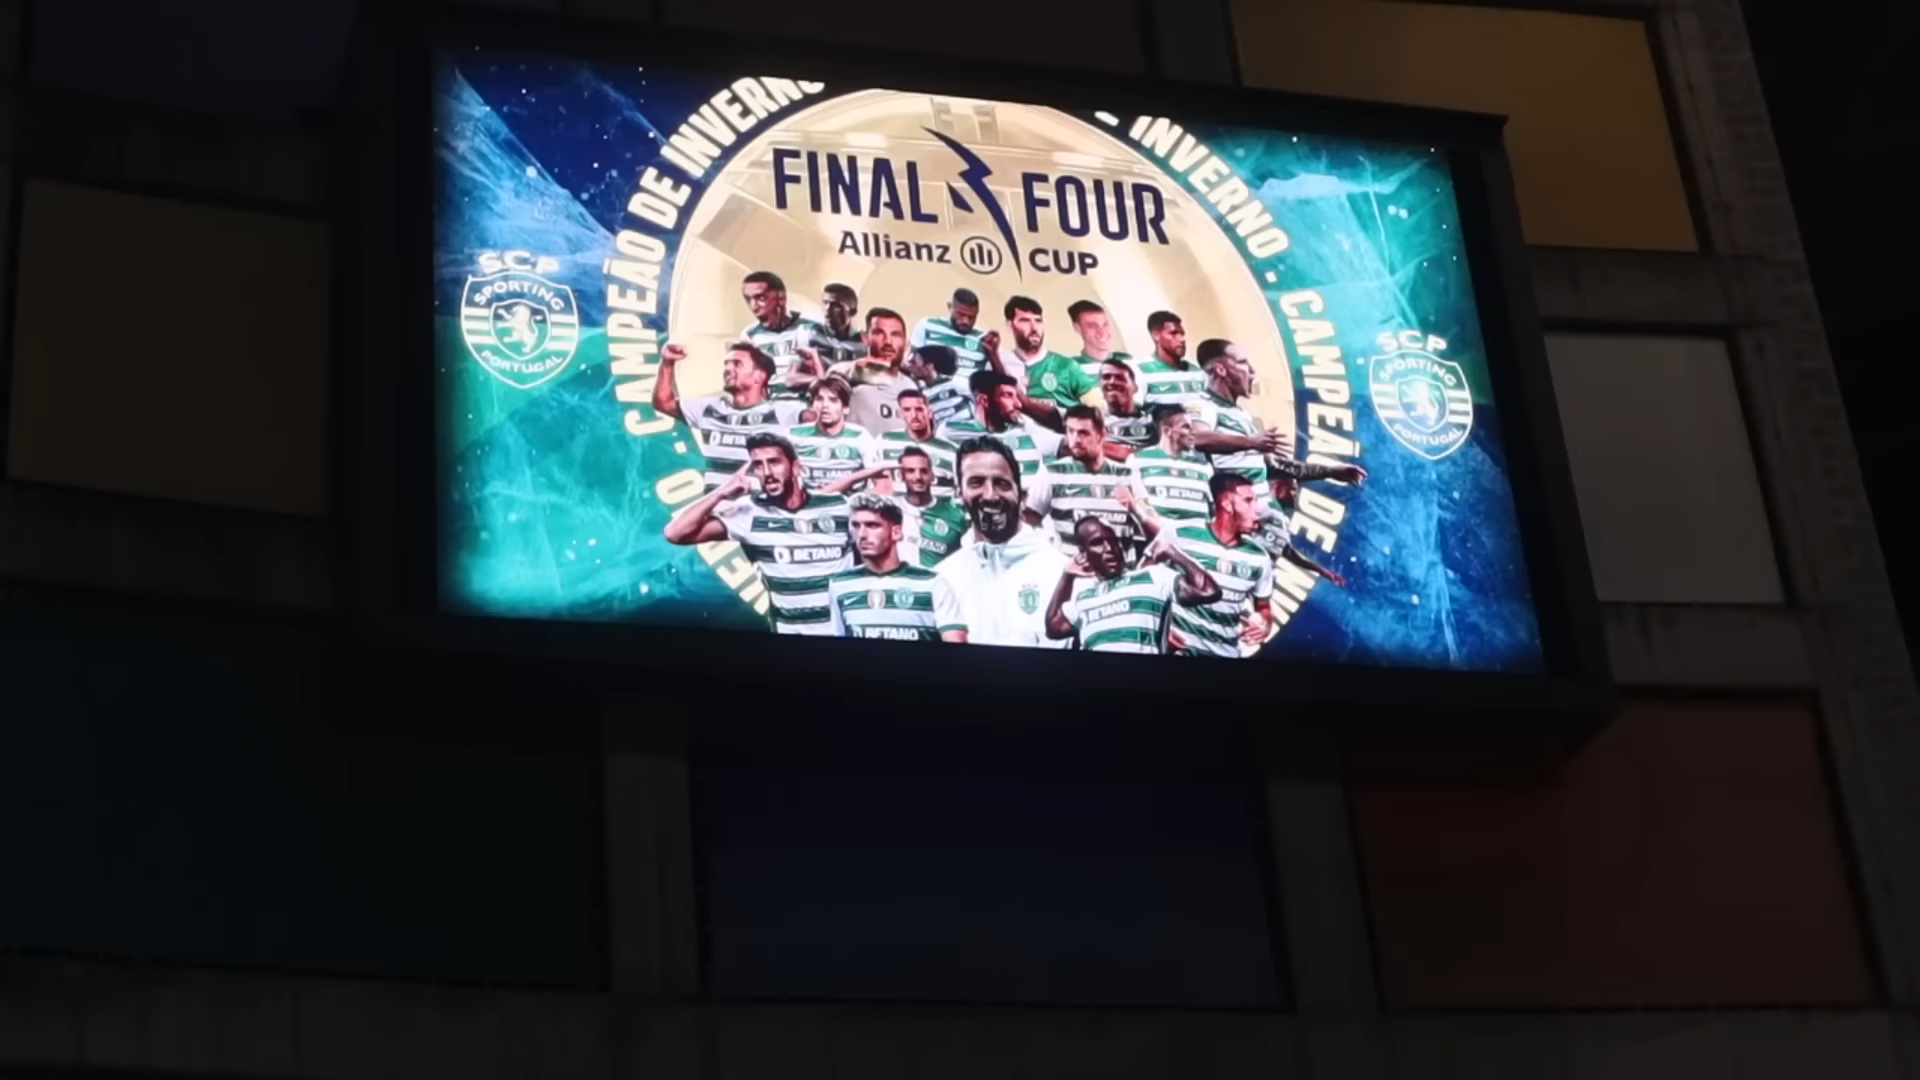 CAMPEÃO DE INVERNO
- INVERNO - CAMPEÃO DE
FINAL FOUR
Allianz CUP
SCP
SPORTING
PORTUGAL
SCP
SPORTING
PORTUGAL
BETANO
BETANO
BETANO
BETANO